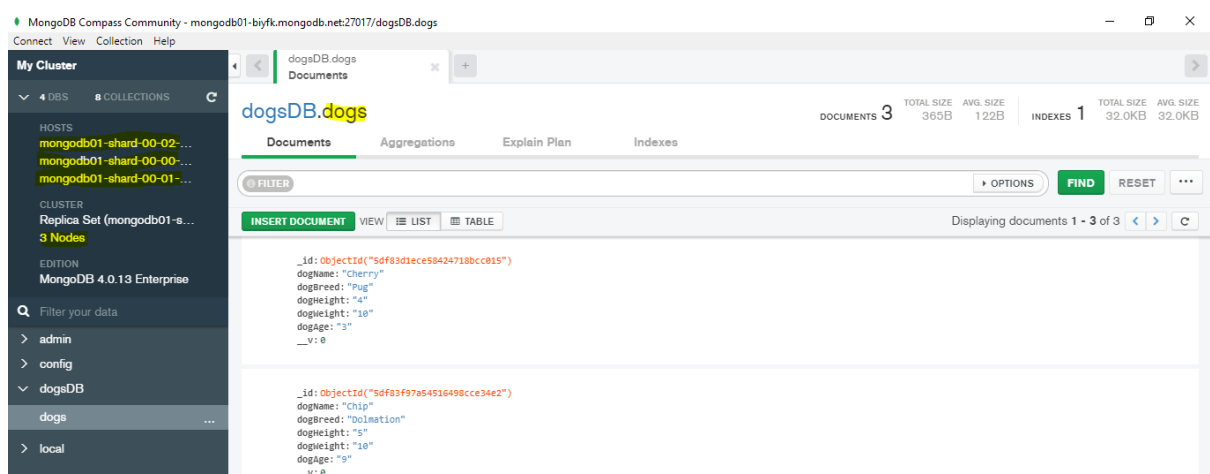 MongoDB Compass Community - mongodb01-biyfk.mongodb.net:27017/dogsDB.dogs
Connect View Collection Help
My Cluster
4 DBS 8 COLLECTIONS
HOSTS
mongodb01-shard-00-02-...
mongodb01-shard-00-00-...
mongodb01-shard-00-01-...
CLUSTER
Replica Set (mongodb01-s...
3 Nodes
EDITION
MongoDB 4.0.13 Enterprise
Filter your data
admin
config
dogsDB
dogs ...
local
dogsDB.dogs
Documents
dogsDB.dogs
DOCUMENTS 3 TOTAL SIZE 365B AVG. SIZE 122B INDEXES 1 TOTAL SIZE 32.0KB AVG. SIZE 32.0KB
Documents Aggregations Explain Plan Indexes
FILTER OPTIONS FIND RESET ...
INSERT DOCUMENT VIEW LIST TABLE Displaying documents 1 - 3 of 3
_id: ObjectId("5df83d1ece58424718bcc015")
dogName: "Cherry"
dogBreed: "Pug"
dogHeight: "4"
dogWeight: "10"
dogAge: "3"
__v: 0
_id: ObjectId("5df83f97a54516498cce34e2")
dogName: "Chip"
dogBreed: "Dolmation"
dogHeight: "5"
dogWeight: "10"
dogAge: "9"
__v: 0